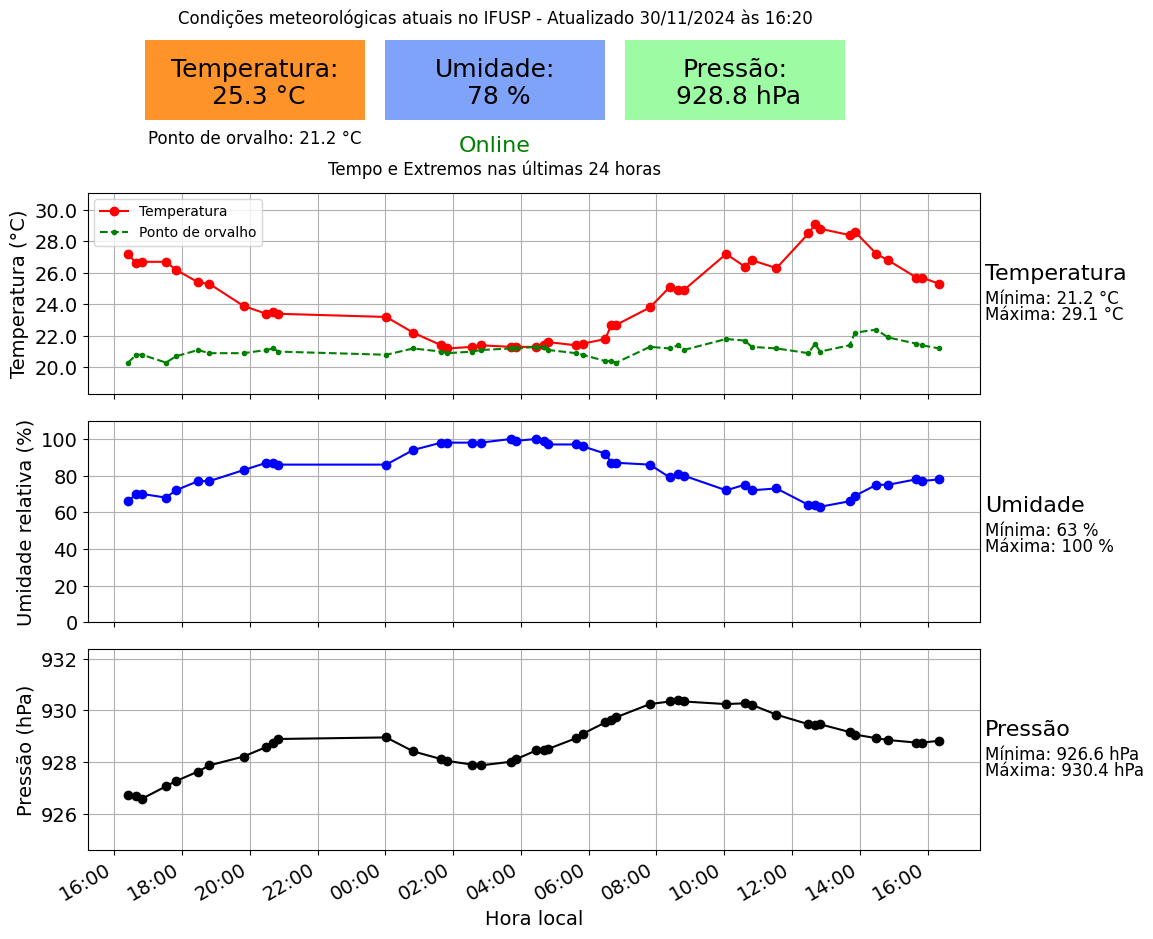 Condições meteorológicas atuais no IFUSP - Atualizado 30/11/2024 às 16:20
Temperatura:
25.3 °C
Umidade:
78 %
Pressão:
928.8 hPa
Ponto de orvalho: 21.2 °C
Online
Tempo e Extremos nas últimas 24 horas
Temperatura (°C)
30.0
28.0
26.0
24.0
22.0
20.0
Temperatura
Ponto de orvalho
Temperatura
Mínima: 21.2 °C
Máxima: 29.1 °C
Umidade relativa (%)
100
80
60
40
20
0
Umidade
Mínima: 63 %
Máxima: 100 %
Pressão (hPa)
932
930
928
926
Pressão
Mínima: 926.6 hPa
Máxima: 930.4 hPa
16:00 18:00 20:00 22:00 00:00 02:00 04:00 06:00 08:00 10:00 12:00 14:00 16:00
Hora local